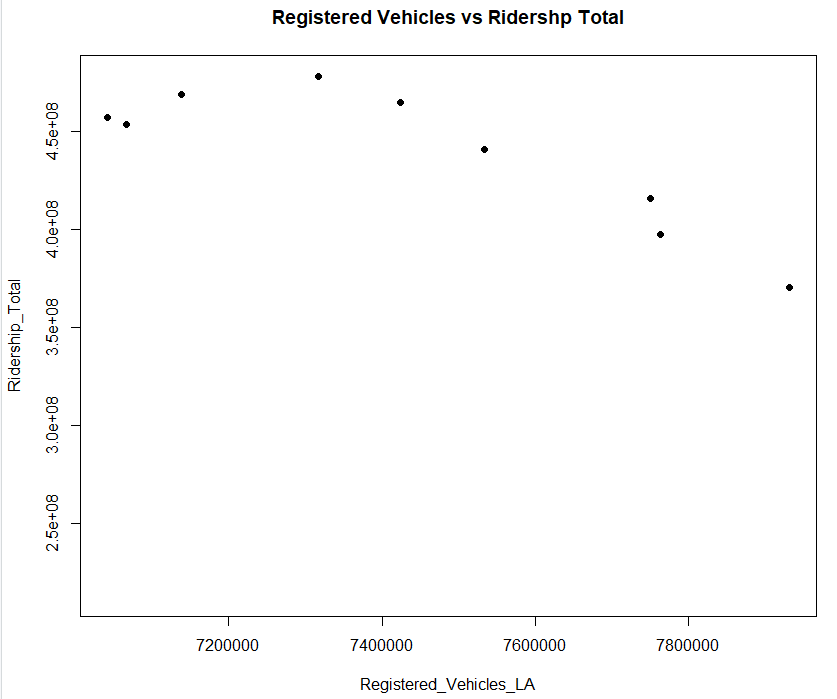 Registered Vehicles vs Ridershp Total
Ridership_Total
4.5e+08
4.0e+08
3.5e+08
3.0e+08
2.5e+08
7200000 7400000 7600000 7800000
Registered_Vehicles_LA